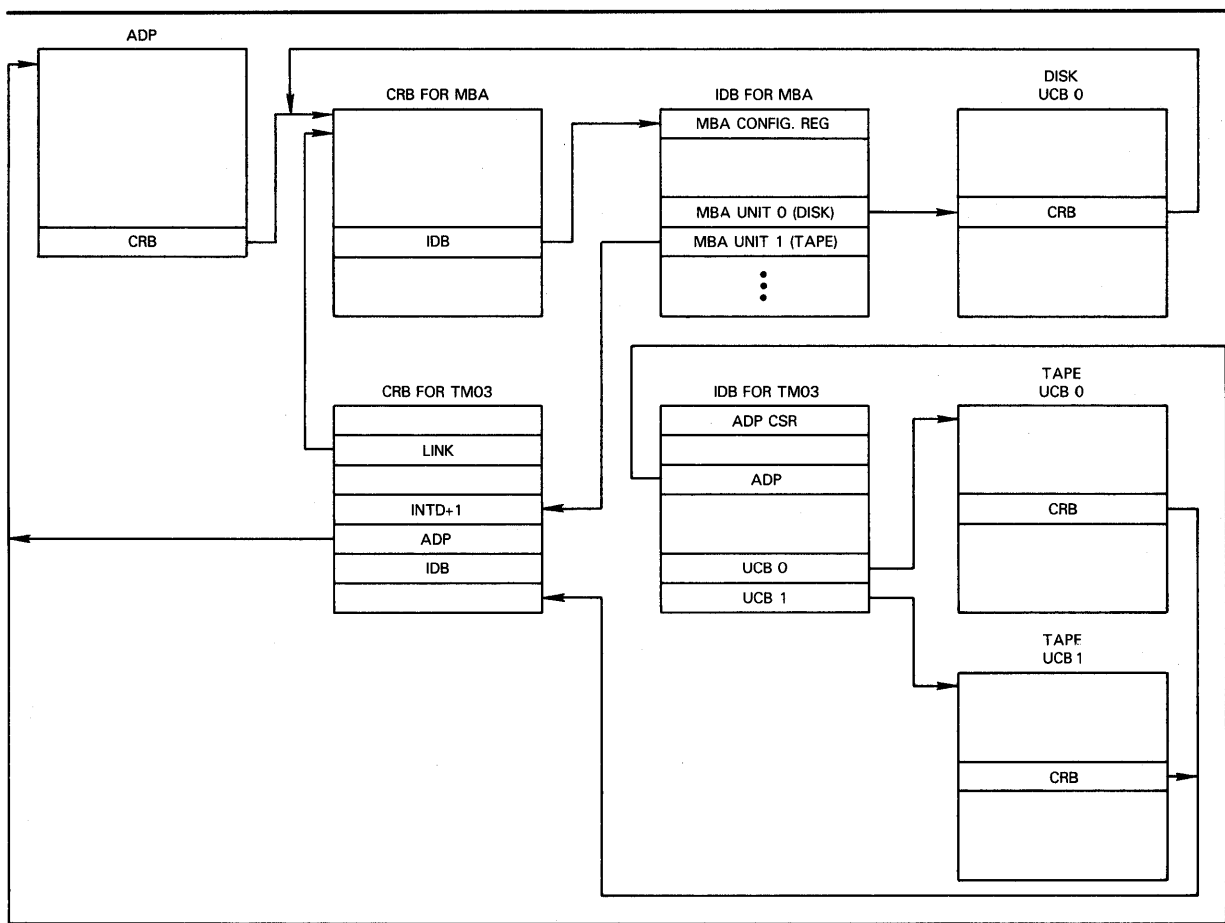 ADP
CRB
CRB FOR MBA
IDB
IDB FOR MBA
MBA CONFIG. REG
MBA UNIT 0 (DISK)
MBA UNIT 1 (TAPE)
DISK
UCB 0
CRB
CRB FOR TM03
LINK
INTD+1
ADP
IDB
IDB FOR TM03
ADP CSR
ADP
UCB 0
UCB 1
TAPE
UCB 0
CRB
TAPE
UCB 1
CRB